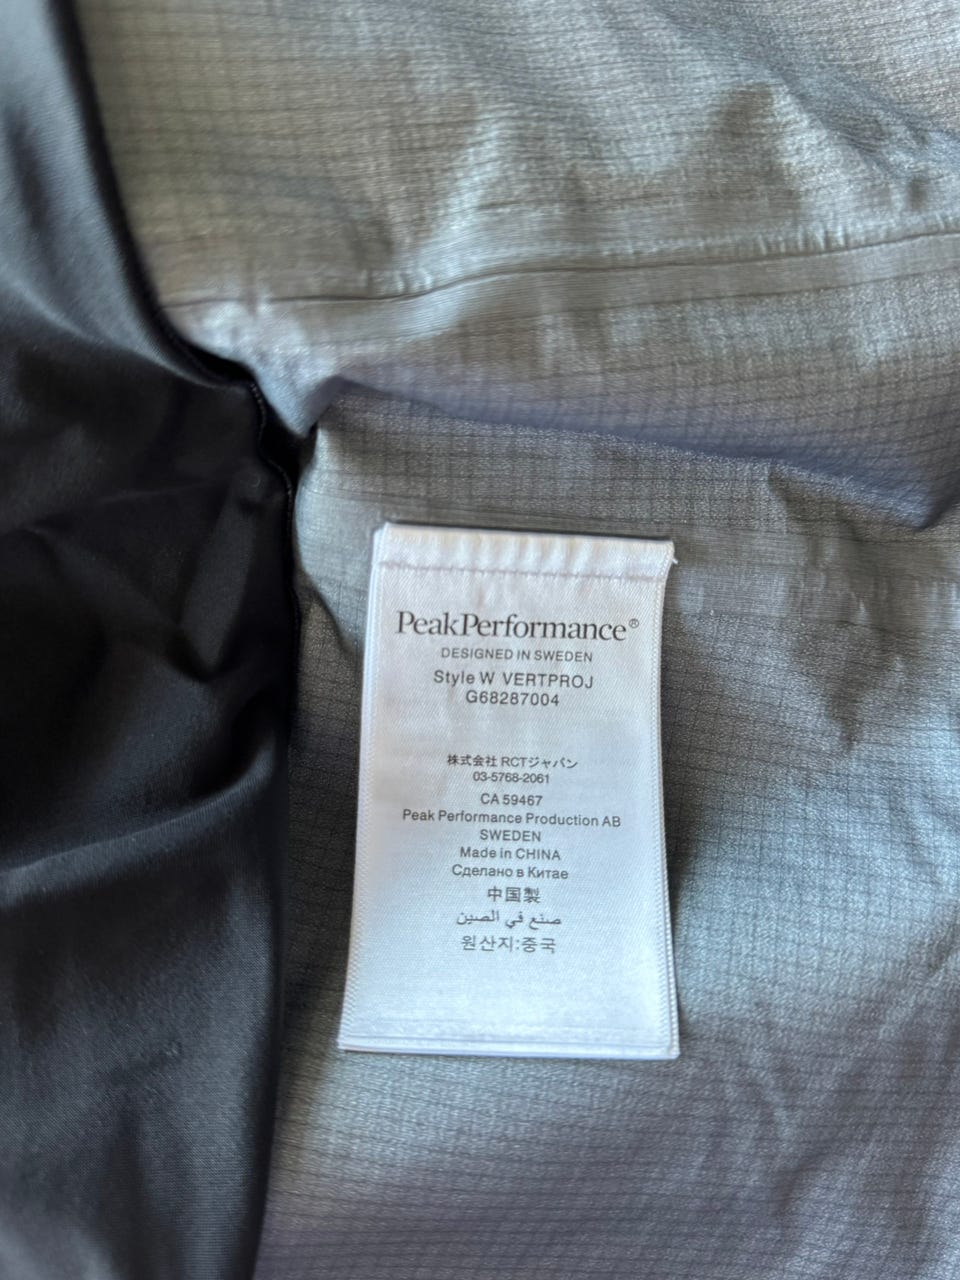 PeakPerformance®
DESIGNED IN SWEDEN
Style W VERTPROJ
G68287004
株式会社 RCTジャパン
03-5768-2061
CA 59467
Peak Performance Production AB
SWEDEN
Made in CHINA
Сделано в Китае
中国製
صنع في الصين
원산지:중국